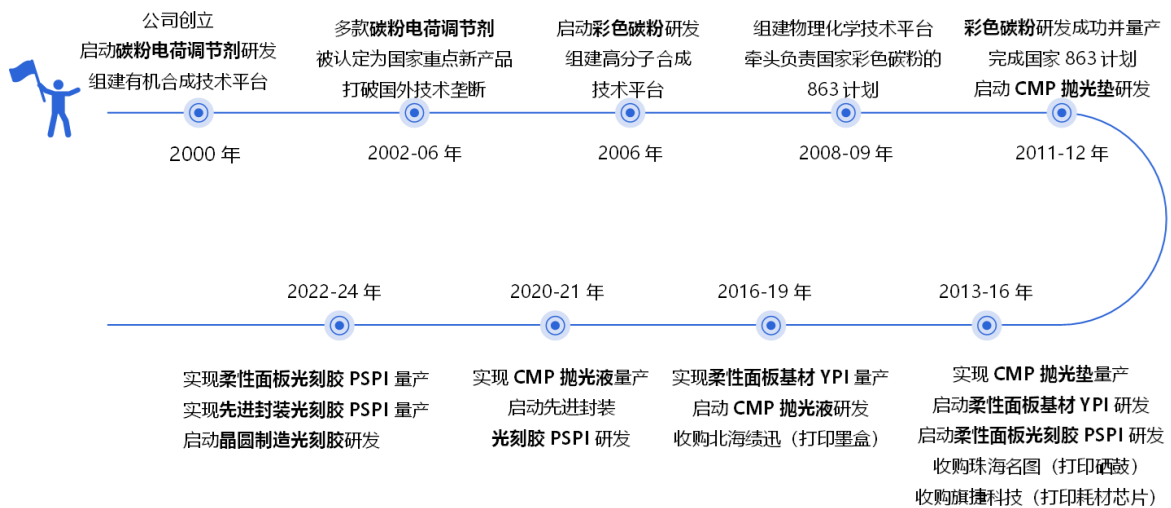 公司创立
启动碳粉电荷调节剂研发
组建有机合成技术平台
2000 年
多款碳粉电荷调节剂
被认定为国家重点新产品
打破国外技术垄断
2002-06 年
启动彩色碳粉研发
组建高分子合成
技术平台
2006 年
组建物理化学技术平台
牵头负责国家彩色碳粉的
863 计划
2008-09 年
彩色碳粉研发成功并量产
完成国家 863 计划
启动 CMP 抛光垫研发
2011-12 年
2013-16 年
实现 CMP 抛光垫量产
启动柔性面板基材 YPI 研发
启动柔性面板光刻胶 PSPI 研发
收购珠海名图（打印硒鼓）
收购旗捷科技（打印耗材芯片）
2016-19 年
实现柔性面板基材 YPI 量产
启动 CMP 抛光液研发
收购北海绩迅（打印墨盒）
2020-21 年
实现 CMP 抛光液量产
启动先进封装
光刻胶 PSPI 研发
2022-24 年
实现柔性面板光刻胶 PSPI 量产
实现先进封装光刻胶 PSPI 量产
启动晶圆制造光刻胶研发